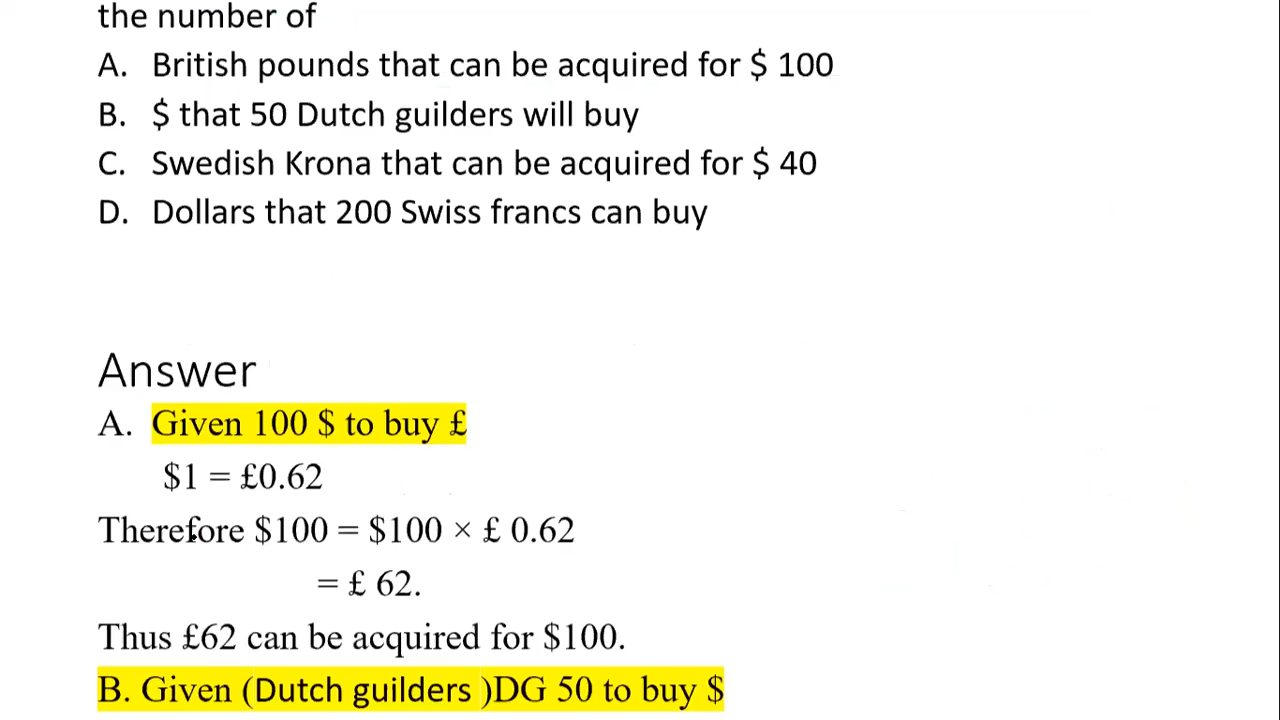 the number of
A. British pounds that can be acquired for $ 100
B. $ that 50 Dutch guilders will buy
C. Swedish Krona that can be acquired for $ 40
D. Dollars that 200 Swiss francs can buy
Answer
A. Given 100 $ to buy £
$1 = £0.62
Therefore $100 = $100 × £ 0.62
= £ 62.
Thus £62 can be acquired for $100.
B. Given (Dutch guilders )DG 50 to buy $